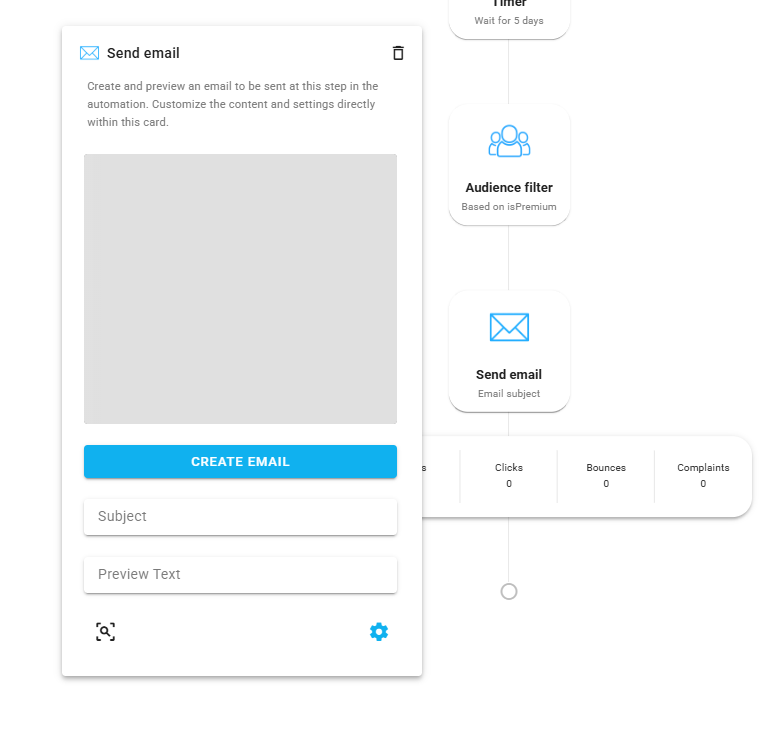 Send email
Create and preview an email to be sent at this step in the
automation. Customize the content and settings directly
within this card.
CREATE EMAIL
Subject
Preview Text
Timer
Wait for 5 days
Audience filter
Based on isPremium
Send email
Email subject
Clicks
0
Bounces
0
Complaints
0